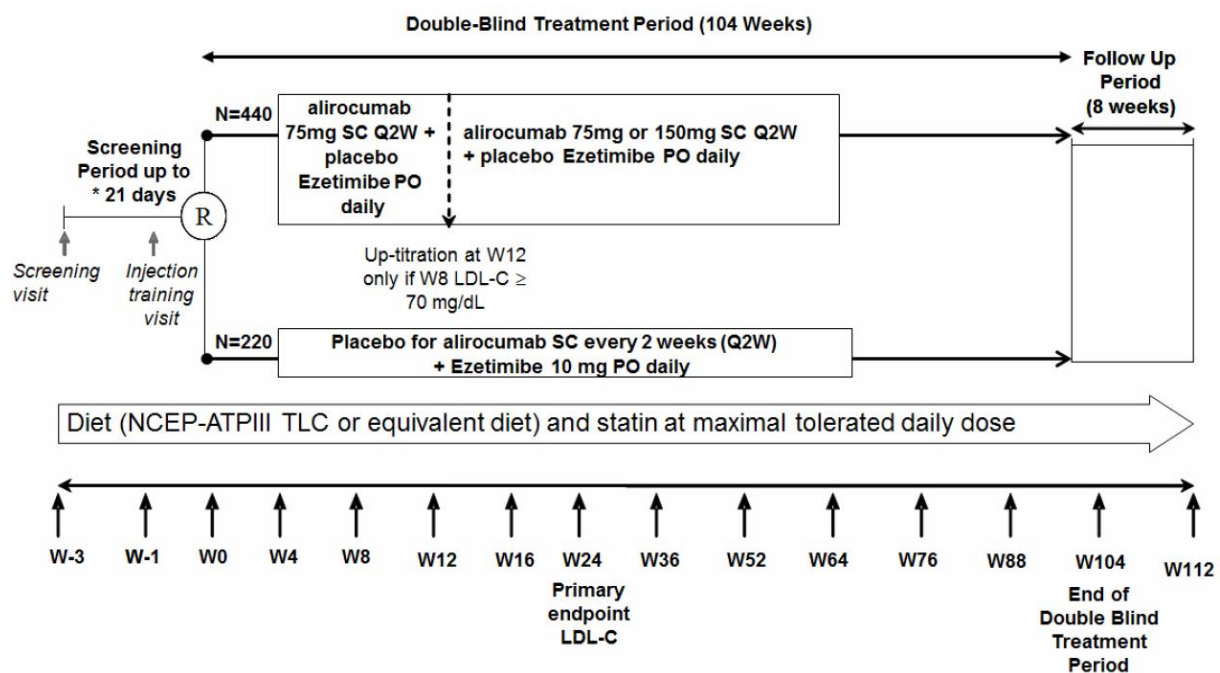 Double-Blind Treatment Period (104 Weeks)
Follow Up
Period
(8 weeks)
N=440
alirocumab
75mg SC Q2W +
placebo
Ezetimibe PO
daily
alirocumab 75mg or 150mg SC Q2W
+ placebo Ezetimibe PO daily
Screening
Period up to
* 21 days
R
Screening
visit
Injection
training
visit
Up-titration at W12
only if W8 LDL-C ≥
70 mg/dL
N=220
Placebo for alirocumab SC every 2 weeks (Q2W)
+ Ezetimibe 10 mg PO daily
Diet (NCEP-ATPIII TLC or equivalent diet) and statin at maximal tolerated daily dose
W-3 W-1 W0 W4 W8 W12 W16 W24 W36 W52 W64 W76 W88 W104 W112
Primary
endpoint
LDL-C
End of
Double Blind
Treatment
Period